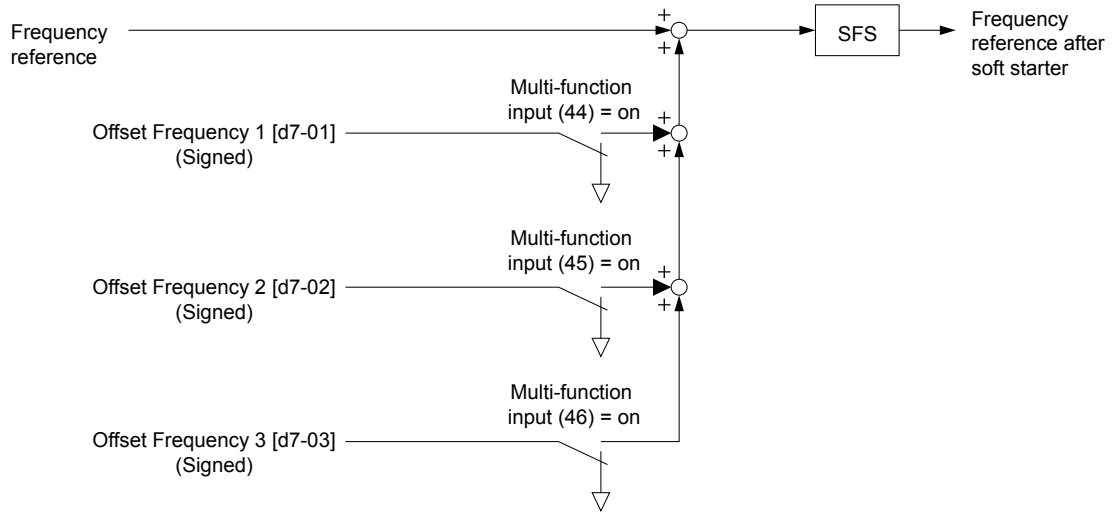 Frequency
reference
+
+
SFS
Frequency
reference after
soft starter
Multi-function
input (44) = on
Offset Frequency 1 [d7-01]
(Signed)
+
+
Multi-function
input (45) = on
Offset Frequency 2 [d7-02]
(Signed)
+
+
Multi-function
input (46) = on
Offset Frequency 3 [d7-03]
(Signed)